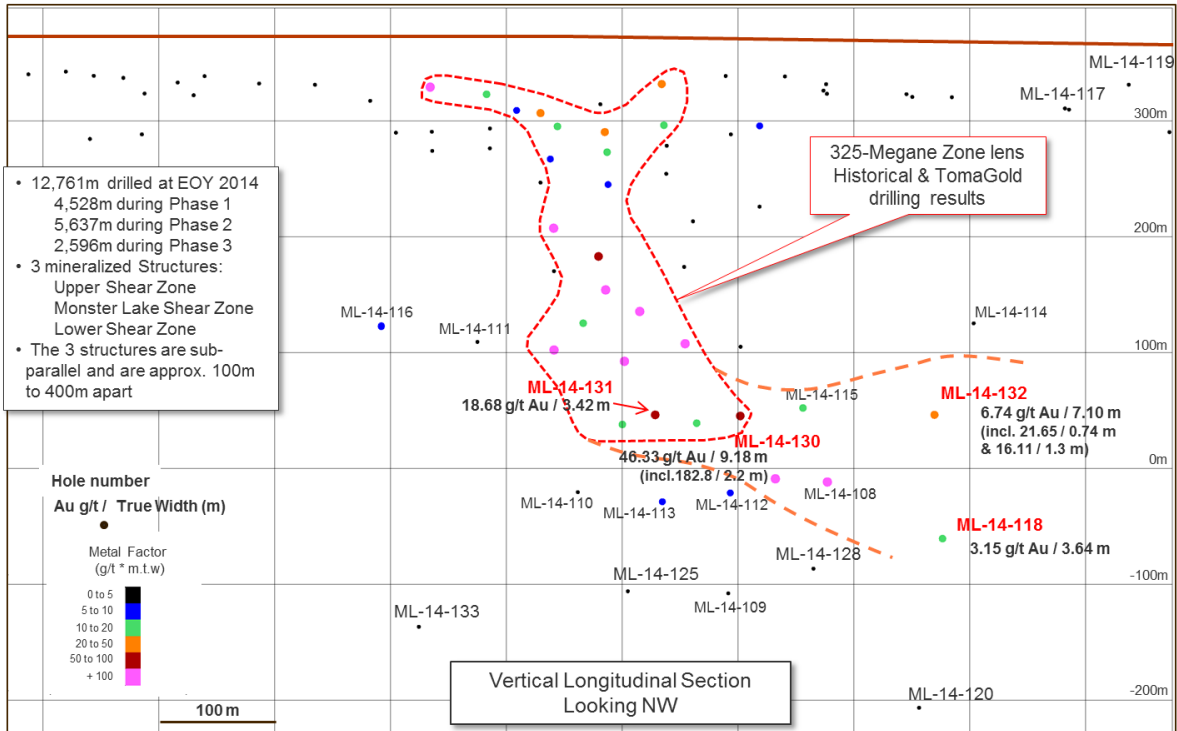 ML-14-119
ML-14-117
300m
325-Megane Zone lens
Historical & TomaGold
drilling results
• 12,761m drilled at EOY 2014
4,528m during Phase 1
5,637m during Phase 2
2,596m during Phase 3
• 3 mineralized Structures:
Upper Shear Zone
Monster Lake Shear Zone
Lower Shear Zone
• The 3 structures are sub-
parallel and are approx. 100m
to 400m apart
200m
ML-14-116
ML-14-111
ML-14-114
100m
ML-14-131
18.68 g/t Au / 3.42 m
ML-14-115
ML-14-132
6.74 g/t Au / 7.10 m
(incl. 21.65 / 0.74 m
& 16.11 / 1.3 m)
ML-14-130
46.33 g/t Au / 9.18 m
(incl.182.8 / 2.2 m)
0m
ML-14-110
ML-14-113
ML-14-112
ML-14-108
ML-14-118
3.15 g/t Au / 3.64 m
ML-14-128
ML-14-125
-100m
ML-14-109
ML-14-133
Hole number
Au g/t / True Width (m)
Metal Factor
(g/t * m.t.w)
0 to 5
5 to 10
10 to 20
20 to 50
50 to 100
+ 100
100 m
Vertical Longitudinal Section
Looking NW
ML-14-120
-200m